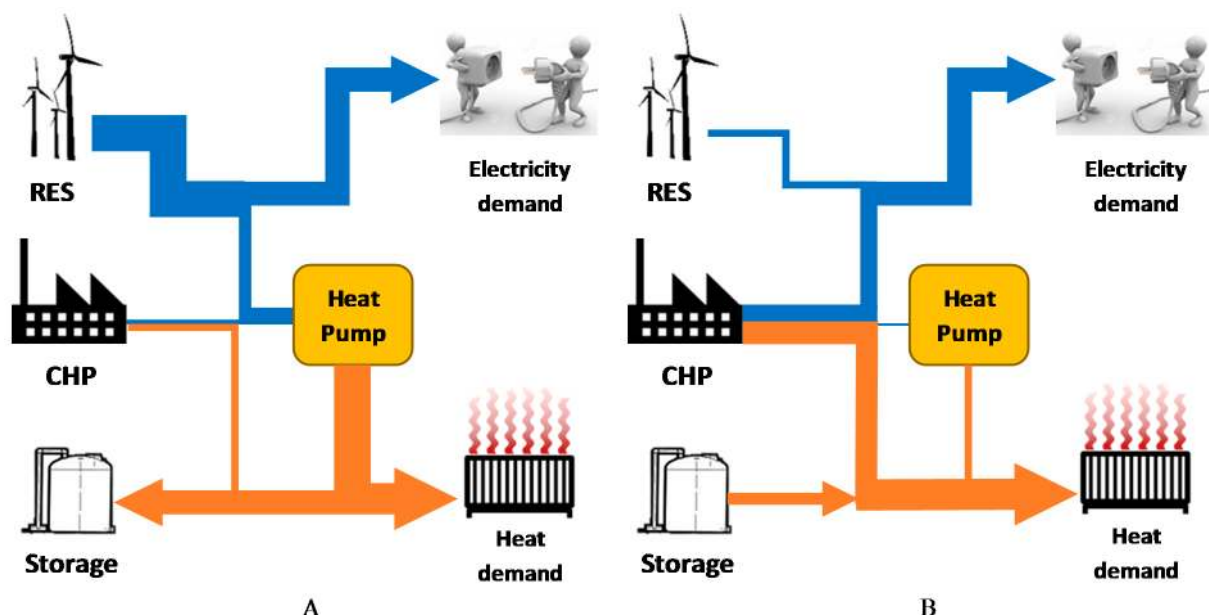 RES
Electricity
demand
CHP
Heat
Pump
Storage
Heat
demand
A
RES
Electricity
demand
CHP
Heat
Pump
Storage
Heat
demand
B